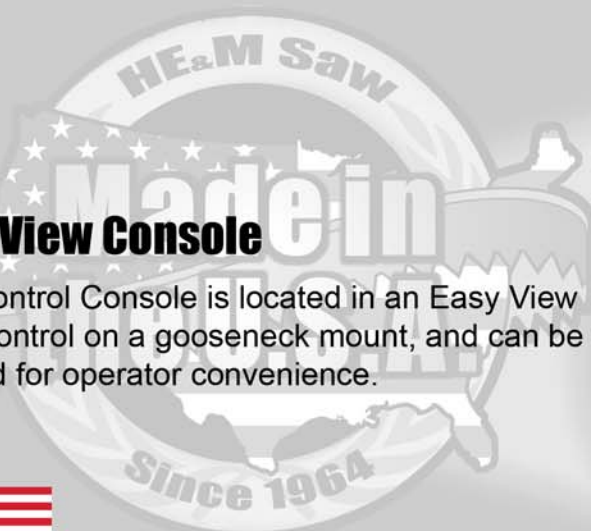 HE&M Saw
Made in
the U.S.A.
Since 1964
View Console
ontrol Console is located in an Easy View
ontrol on a gooseneck mount, and can be
d for operator convenience.